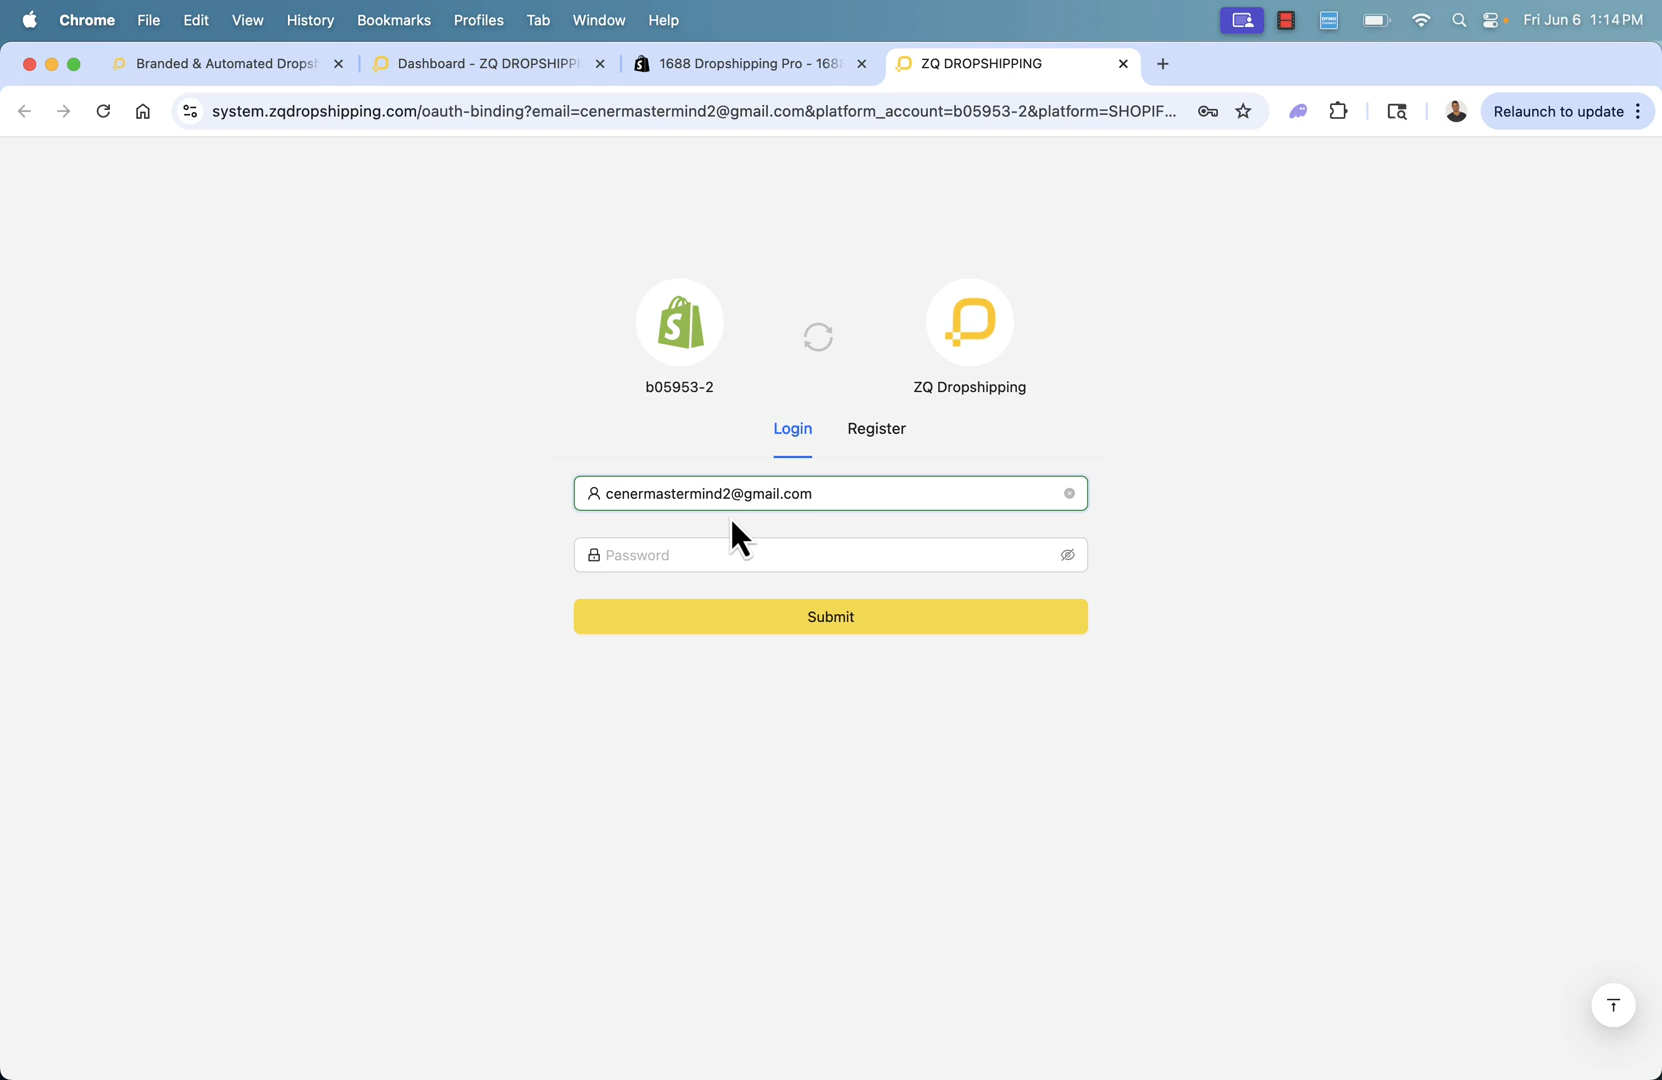 Chrome File Edit View History Bookmarks Profiles Tab Window Help Fri Jun 6 1:14 PM
Branded & Automated Drops Dashboard - ZQ DROPSHIPP 1688 Dropshipping Pro - 168 ZQ DROPSHIPPING
system.zqdropshipping.com/oauth-binding?email=cenermastermind2@gmail.com&platform_account=b05953-2&platform=SHOPIF... Relaunch to update
b05953-2 ZQ Dropshipping
Login Register
cenermastermind2@gmail.com
Password
Submit